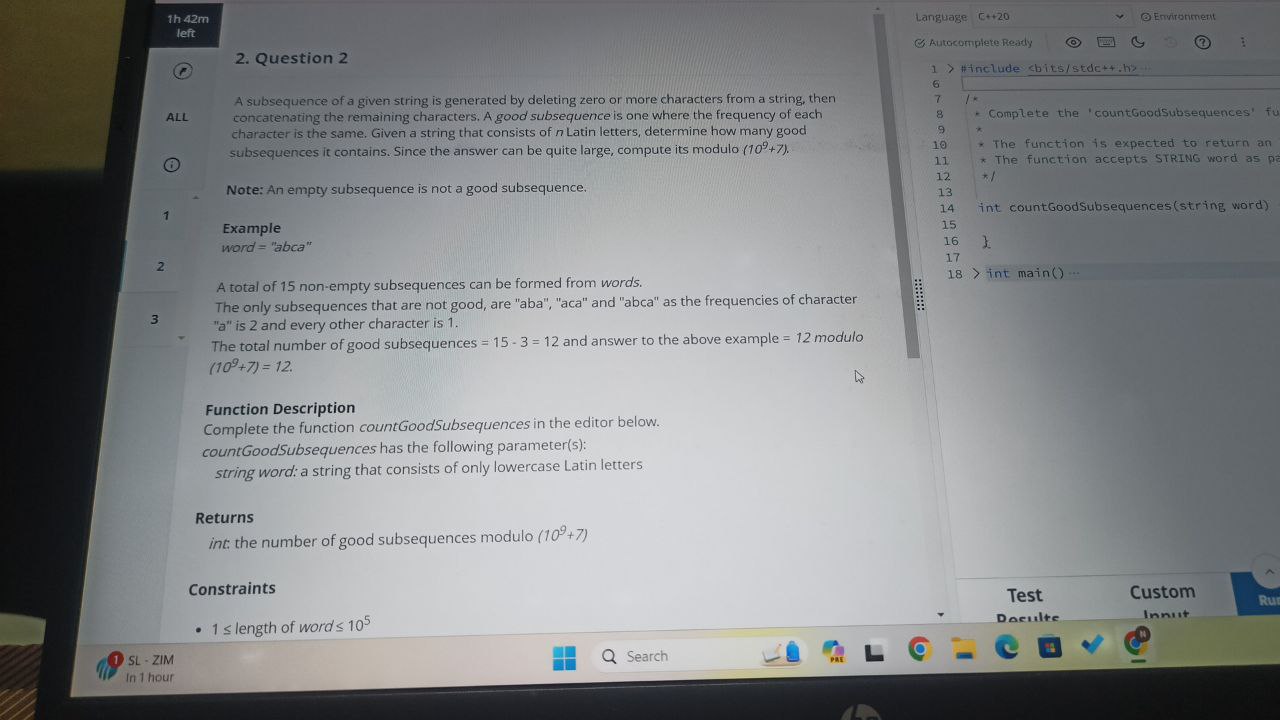 1h 42m
left
ALL
1
2
3
2. Question 2
A subsequence of a given string is generated by deleting zero or more characters from a string, then
concatenating the remaining characters. A good subsequence is one where the frequency of each
character is the same. Given a string that consists of n Latin letters, determine how many good
subsequences it contains. Since the answer can be quite large, compute its modulo (10⁹+7).
Note: An empty subsequence is not a good subsequence.
Example
word = "abca"
A total of 15 non-empty subsequences can be formed from words.
The only subsequences that are not good, are "aba", "aca" and "abca" as the frequencies of character
"a" is 2 and every other character is 1.
The total number of good subsequences = 15 - 3 = 12 and answer to the above example = 12 modulo
(10⁹+7) = 12.
Function Description
Complete the function countGoodSubsequences in the editor below.
countGoodSubsequences has the following parameter(s):
string word: a string that consists of only lowercase Latin letters
Returns
int: the number of good subsequences modulo (10⁹+7)
Constraints
• 1 ≤ length of word ≤ 10⁵
Language C++20
Environment
Autocomplete Ready
1 > #include <bits/stdc++.h>···
6
7 /*
8 * Complete the 'countGoodSubsequences' fu
9 *
10 * The function is expected to return an
11 * The function accepts STRING word as pa
12 */
13
14 int countGoodSubsequences(string word)
15
16 }
17
18 > int main()···
Test
Results
Custom
Input
Run
1
SL - ZIM
In 1 hour
Search
PRE
N
hp